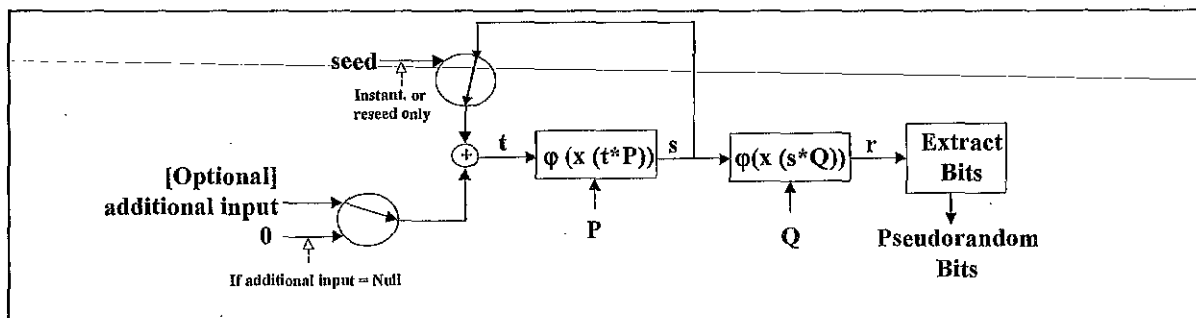 seed
Instant. or
reseed only
+
t
φ (x (t*P))
s
φ(x (s*Q))
r
Extract
Bits
[Optional]
additional input
0
P
Q
Pseudorandom
Bits
If additional input = Null